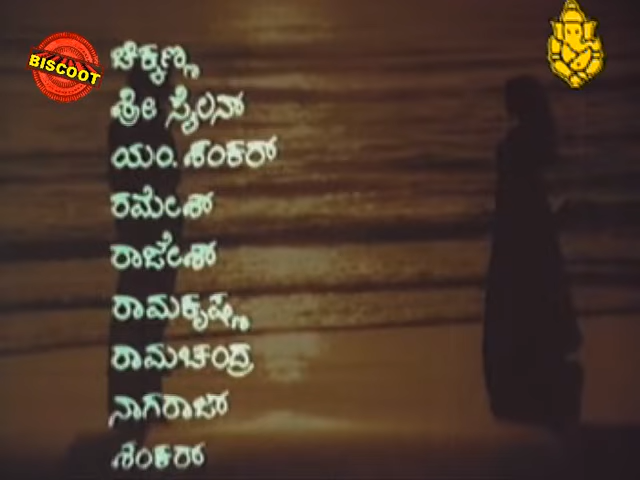 BISCOOT
ಚಿಕ್ಕಣ್ಣ
ಶ್ರೀ ಸೈಲನ್
ಯಂ. ಶಂಕರ್
ರಮೇಶ್
ರಾಜೇಶ್
ರಾಮಕೃಷ್ಣ
ರಾಮಚಂದ್ರ
ನಾಗರಾಜ್
ಶಂಕರ್